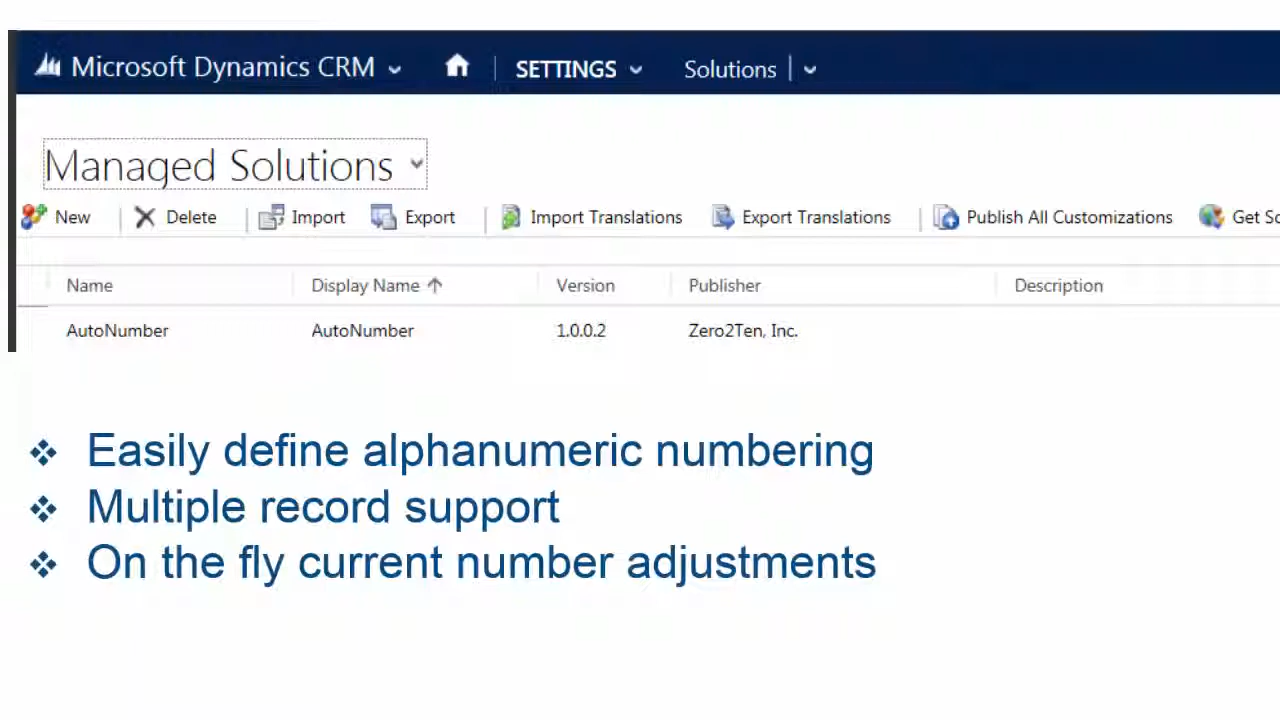 Microsoft Dynamics CRM SETTINGS Solutions
Managed Solutions
New Delete Import Export Import Translations Export Translations Publish All Customizations Get
Name Display Name Version Publisher Description
AutoNumber AutoNumber 1.0.0.2 Zero2Ten, Inc.
Easily define alphanumeric numbering
Multiple record support
On the fly current number adjustments